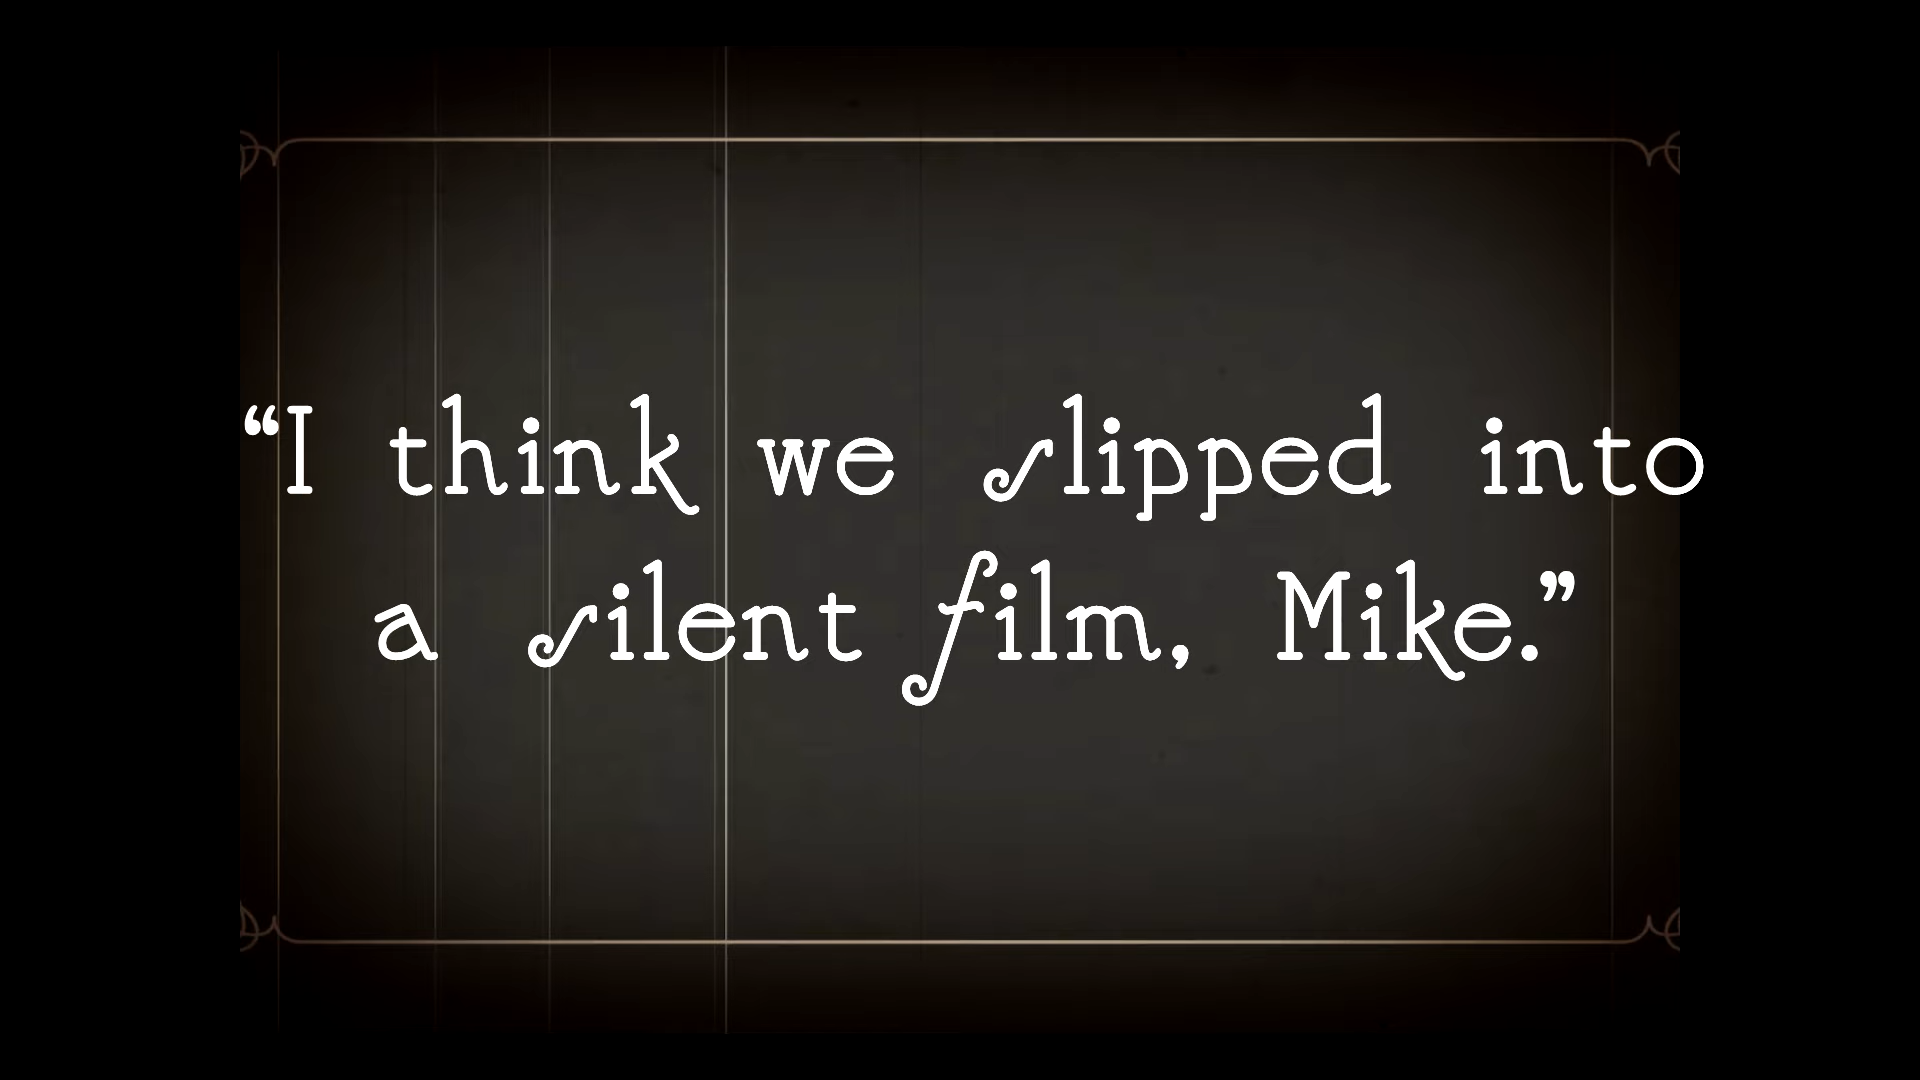 “I think we slipped into
a silent film, Mike.”